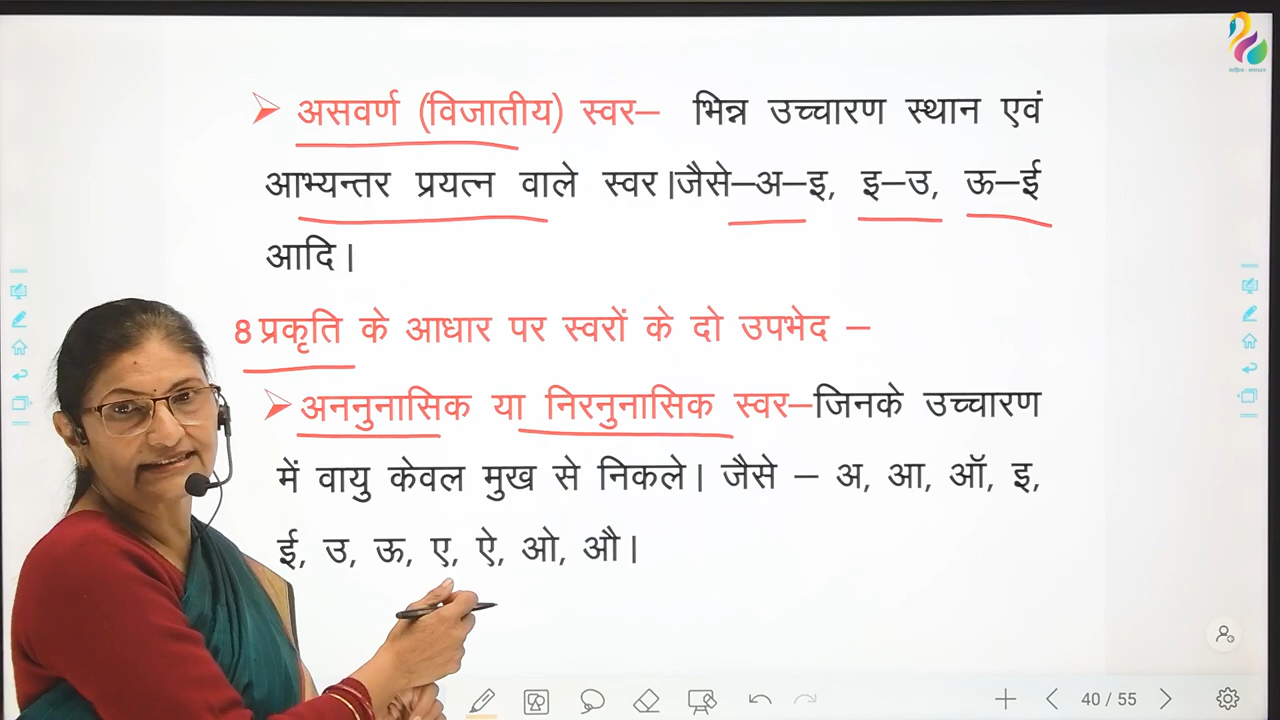 असवर्ण (विजातीय) स्वर– भिन्न उच्चारण स्थान एवं
आभ्यन्तर प्रयत्न वाले स्वर।जैसे–अ–इ, इ–उ, ऊ–ई
आदि।
8 प्रकृति के आधार पर स्वरों के दो उपभेद –
अननुनासिक या निरनुनासिक स्वर–जिनके उच्चारण
में वायु केवल मुख से निकले। जैसे – अ, आ, ऑ, इ,
ई, उ, ऊ, ए, ऐ, ओ, औ।
40 / 55